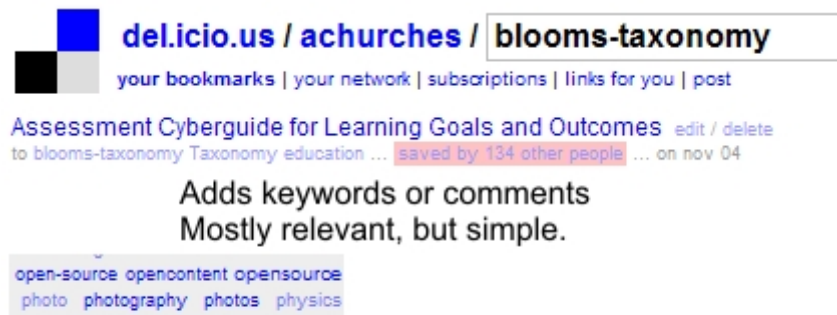 del.icio.us / achurches / blooms-taxonomy
your bookmarks | your network | subscriptions | links for you | post
Assessment Cyberguide for Learning Goals and Outcomes edit / delete
to blooms-taxonomy Taxonomy education ... saved by 134 other people ... on nov 04
Adds keywords or comments
Mostly relevant, but simple.
open-source opencontent opensource
photo photography photos physics